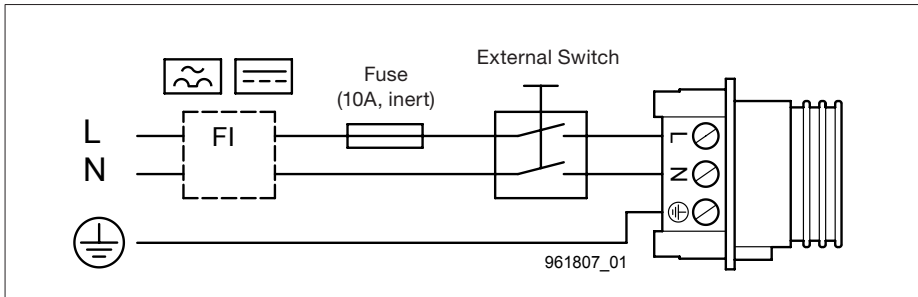 External Switch
Fuse
(10A, inert)
L
FI
L
N
N
961807_01